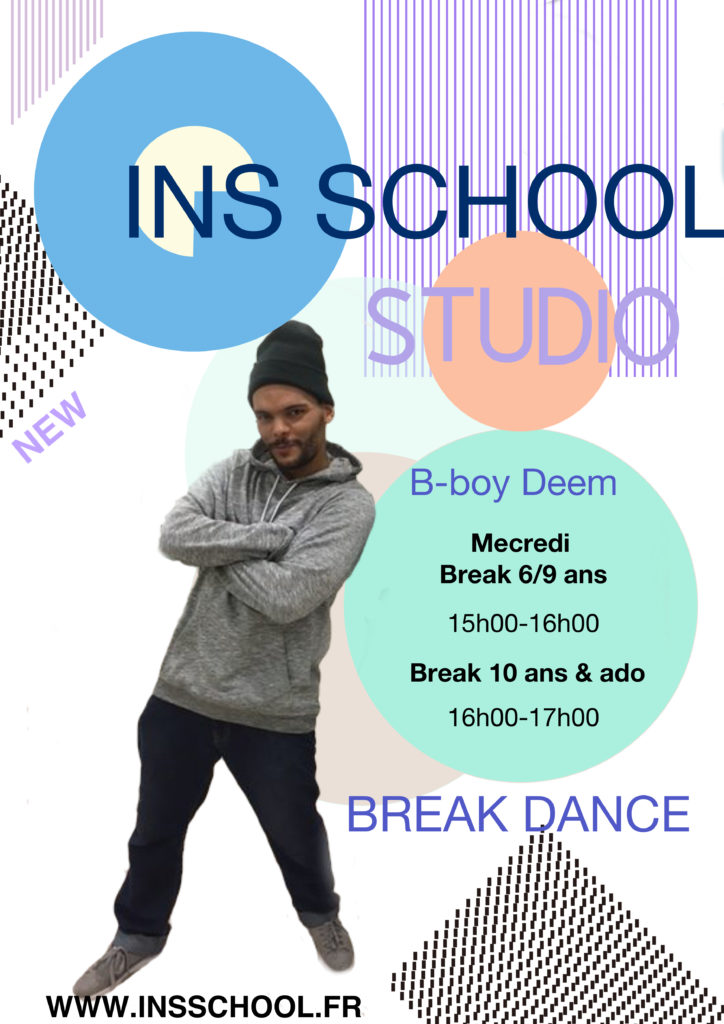 INS SCHOOL
STUDIO
NEW
B-boy Deem
Mecredi
Break 6/9 ans
15h00-16h00
Break 10 ans & ado
16h00-17h00
BREAK DANCE
WWW.INSSCHOOL.FR